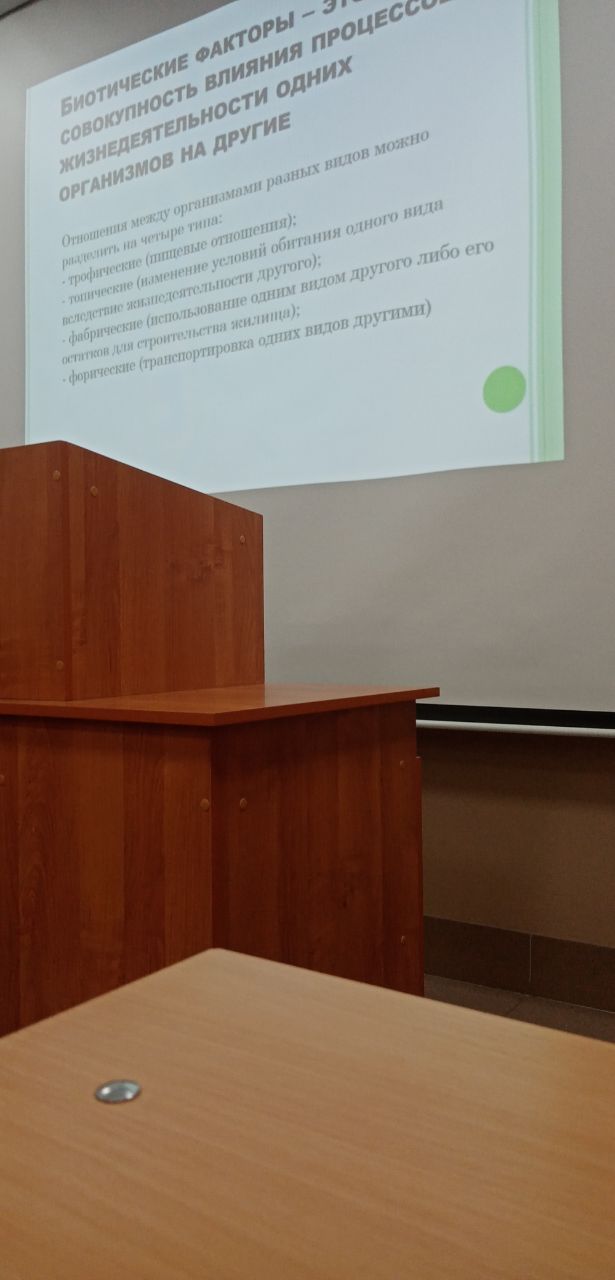 Биотические факторы – это
совокупность влияния процессов
жизнедеятельности одних
организмов на другие
Отношения между организмами разных видов можно
разделить на четыре типа:
- трофические (пищевые отношения);
- топические (изменение условий обитания одного вида
вследствие жизнедеятельности другого);
- фабрические (использование одним видом другого либо его
остатков для строительства жилища);
- форические (транспортировка одних видов другими)